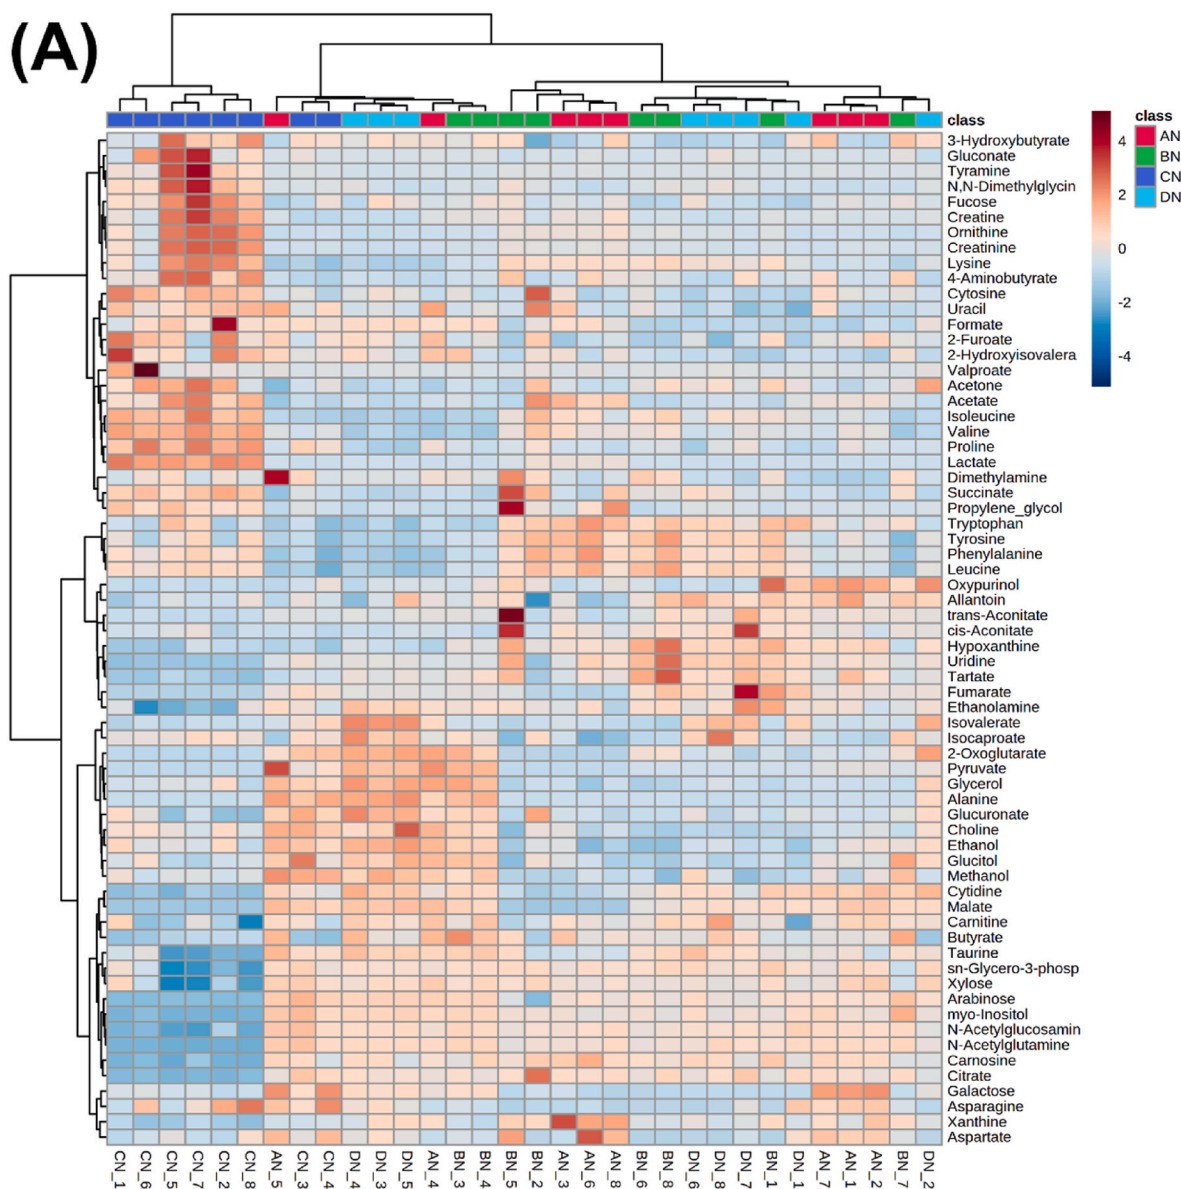 (A)
class
3-Hydroxybutyrate
Gluconate
Tyramine
N,N-Dimethylglycin
Fucose
Creatine
Ornithine
Creatinine
Lysine
4-Aminobutyrate
Cytosine
Uracil
Formate
2-Furoate
2-Hydroxyisovalera
Valproate
Acetone
Acetate
Isoleucine
Valine
Proline
Lactate
Dimethylamine
Succinate
Propylene_glycol
Tryptophan
Tyrosine
Phenylalanine
Leucine
Oxypurinol
Allantoin
trans-Aconitate
cis-Aconitate
Hypoxanthine
Uridine
Tartate
Fumarate
Ethanolamine
Isovalerate
Isocaproate
2-Oxoglutarate
Pyruvate
Glycerol
Alanine
Glucuronate
Choline
Ethanol
Glucitol
Methanol
Cytidine
Malate
Carnitine
Butyrate
Taurine
sn-Glycero-3-phosp
Xylose
Arabinose
myo-Inositol
N-Acetylglucosamin
N-Acetylglutamine
Carnosine
Citrate
Galactose
Asparagine
Xanthine
Aspartate
4
2
0
-2
-4
class
AN
BN
CN
DN
CN_1
CN_6
CN_5
CN_7
CN_2
CN_8
AN_5
CN_3
CN_4
DN_4
DN_3
DN_5
AN_4
BN_3
BN_4
BN_5
BN_2
AN_3
AN_6
AN_8
BN_6
BN_8
DN_6
DN_8
DN_7
BN_1
DN_1
AN_7
AN_1
AN_2
BN_7
DN_2